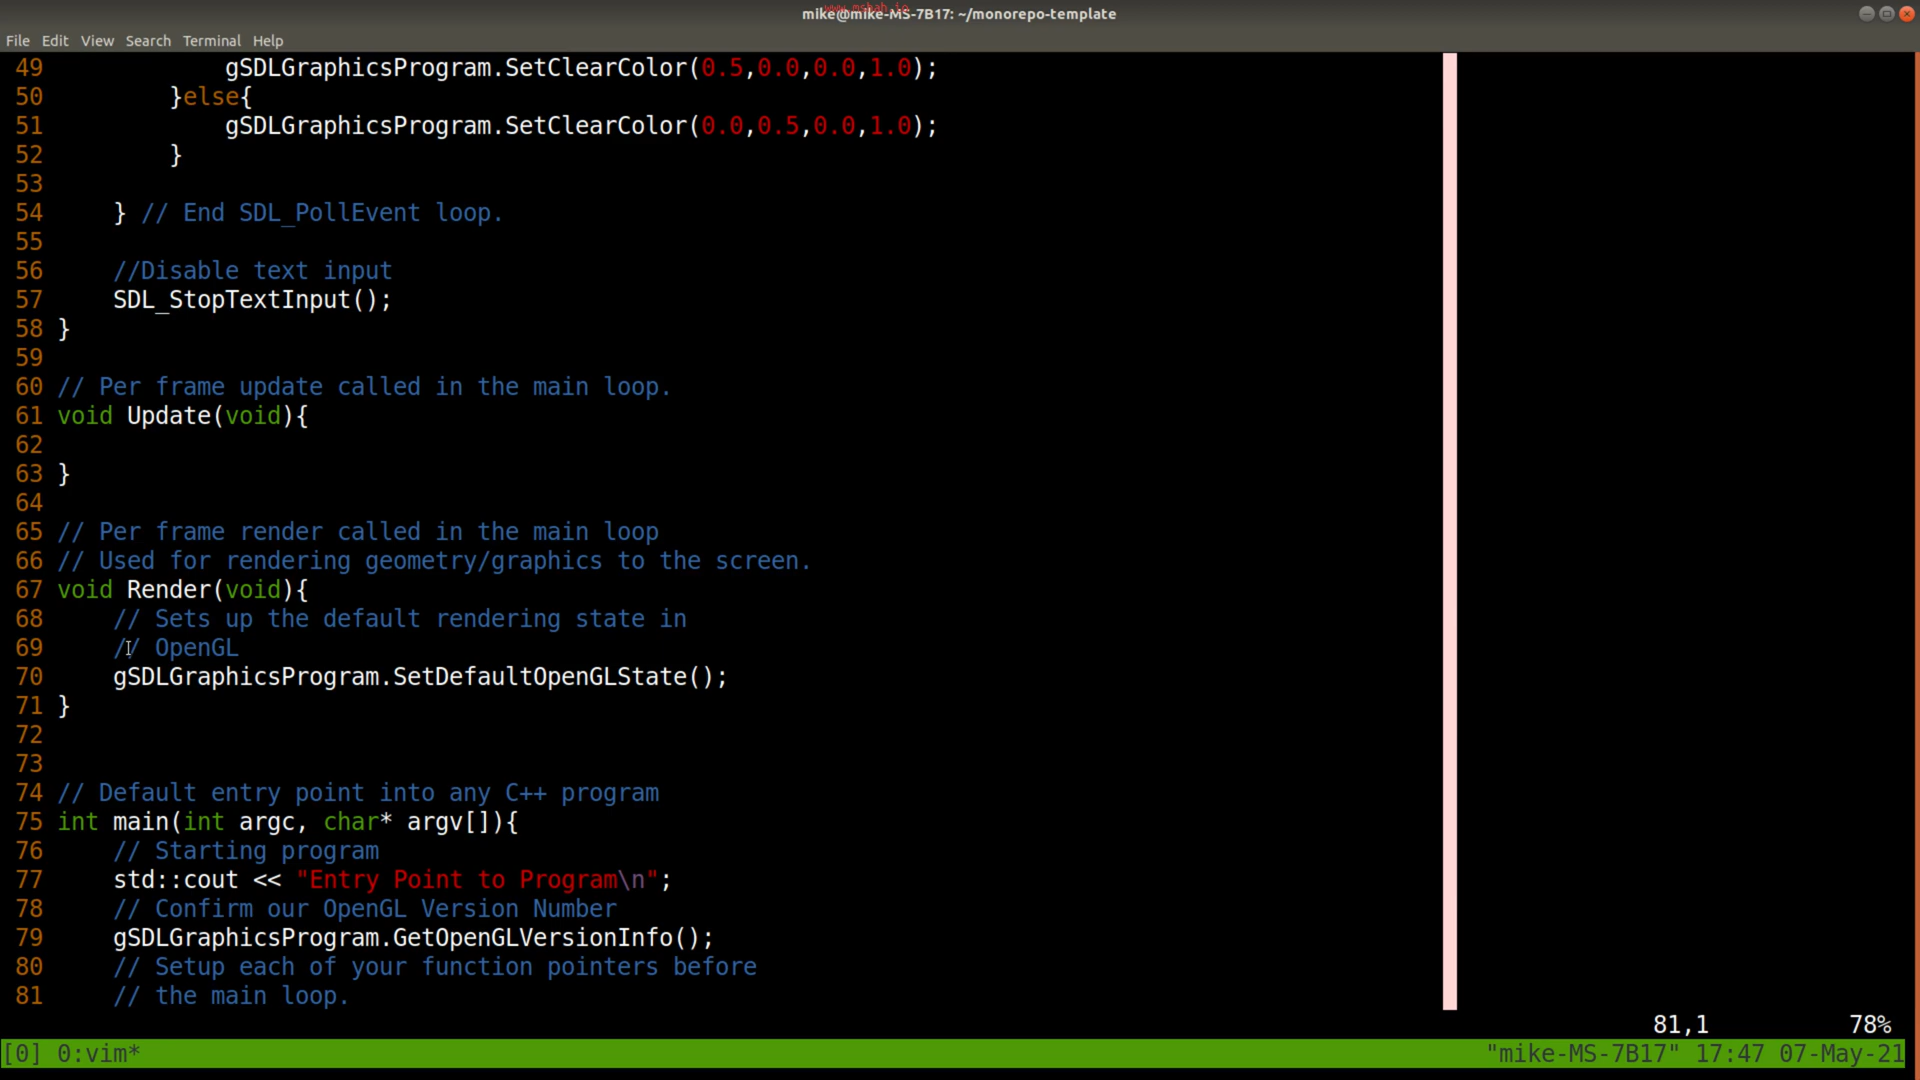 www.mshah.io
mike@mike-MS-7B17: ~/monorepo-template
File Edit View Search Terminal Help
49             gSDLGraphicsProgram.SetClearColor(0.5,0.0,0.0,1.0);
50         }else{
51             gSDLGraphicsProgram.SetClearColor(0.0,0.5,0.0,1.0);
52         }
53
54     } // End SDL_PollEvent loop.
55
56     //Disable text input
57     SDL_StopTextInput();
58 }
59
60 // Per frame update called in the main loop.
61 void Update(void){
62
63 }
64
65 // Per frame render called in the main loop
66 // Used for rendering geometry/graphics to the screen.
67 void Render(void){
68     // Sets up the default rendering state in
69     // OpenGL
70     gSDLGraphicsProgram.SetDefaultOpenGLState();
71 }
72
73
74 // Default entry point into any C++ program
75 int main(int argc, char* argv[]){
76     // Starting program
77     std::cout << "Entry Point to Program\n";
78     // Confirm our OpenGL Version Number
79     gSDLGraphicsProgram.GetOpenGLVersionInfo();
80     // Setup each of your function pointers before
81     // the main loop.
81,1 78%
[0] 0:vim* "mike-MS-7B17" 17:47 07-May-21